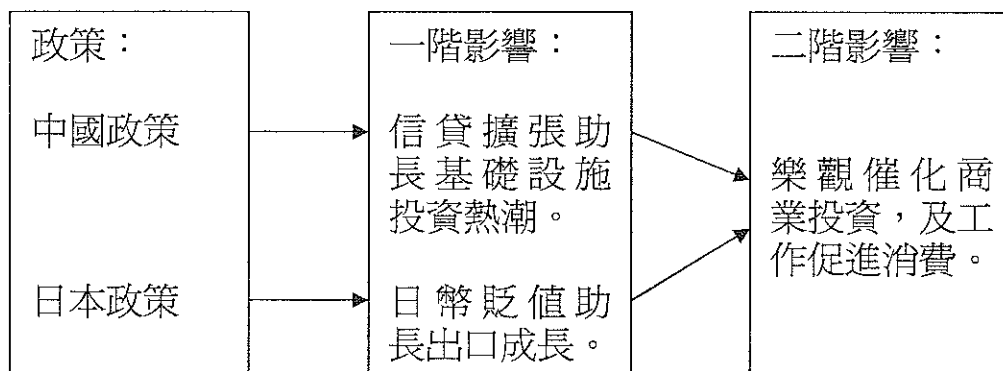 政策：
中國政策
日本政策
一階影響：
信貸擴張助
長基礎設施
投資熱潮。
日幣貶值助
長出口成長。
二階影響：
樂觀催化商
業投資，及工
作促進消費。